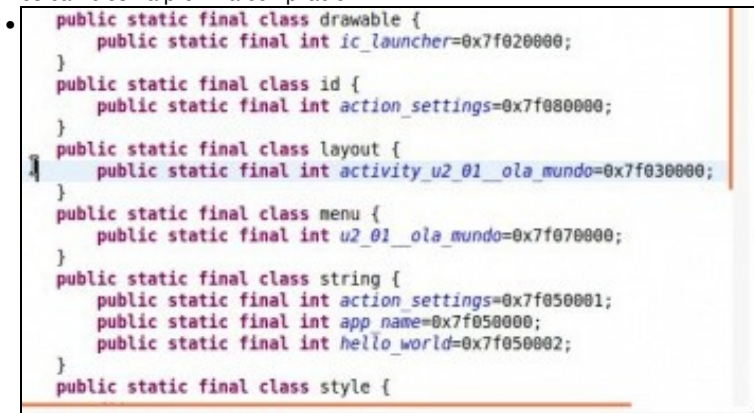 public static final class drawable {
public static final int ic_launcher=0x7f020000;
}
public static final class id {
public static final int action_settings=0x7f080000;
}
public static final class layout {
public static final int activity_u2_01__ola_mundo=0x7f030000;
}
public static final class menu {
public static final int u2_01__ola_mundo=0x7f070000;
}
public static final class string {
public static final int action_settings=0x7f050001;
public static final int app_name=0x7f050000;
public static final int hello_world=0x7f050002;
}
public static final class style {